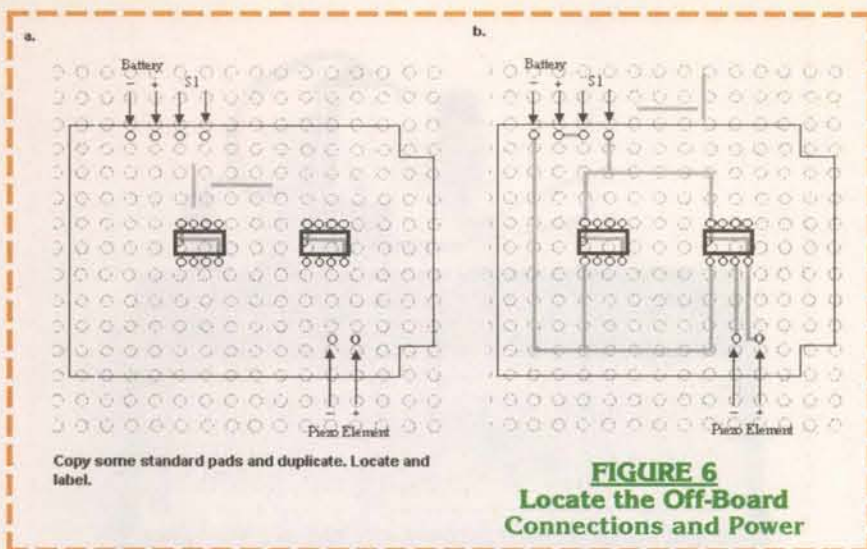 a.
Battery
- +
S1
- +
Piezo Element
Copy some standard pads and duplicate. Locate and
label.
b.
Battery
- +
S1
- +
Piezo Element
FIGURE 6
Locate the Off-Board
Connections and Power